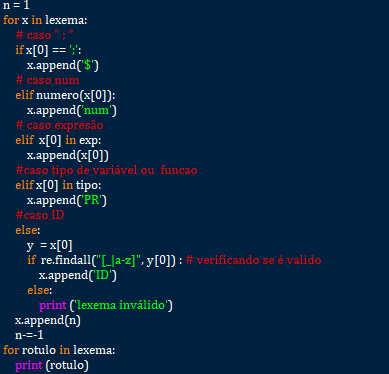 n = 1
for x in lexema:
# caso " ; "
if x[0] == ';':
x.append('$')
# caso num
elif numero(x[0]):
x.append('num')
# caso expresão
elif x[0] in exp:
x.append(x[0])
#caso tipo de variável ou funcao
elif x[0] in tipo:
x.append('PR')
#caso ID
else:
y = x[0]
if re.findall("[_|a-z]", y[0]) : # verificando se é valido
x.append('ID')
else:
print ('lexema inválido')
x.append(n)
n-=-1
for rotulo in lexema:
print (rotulo)